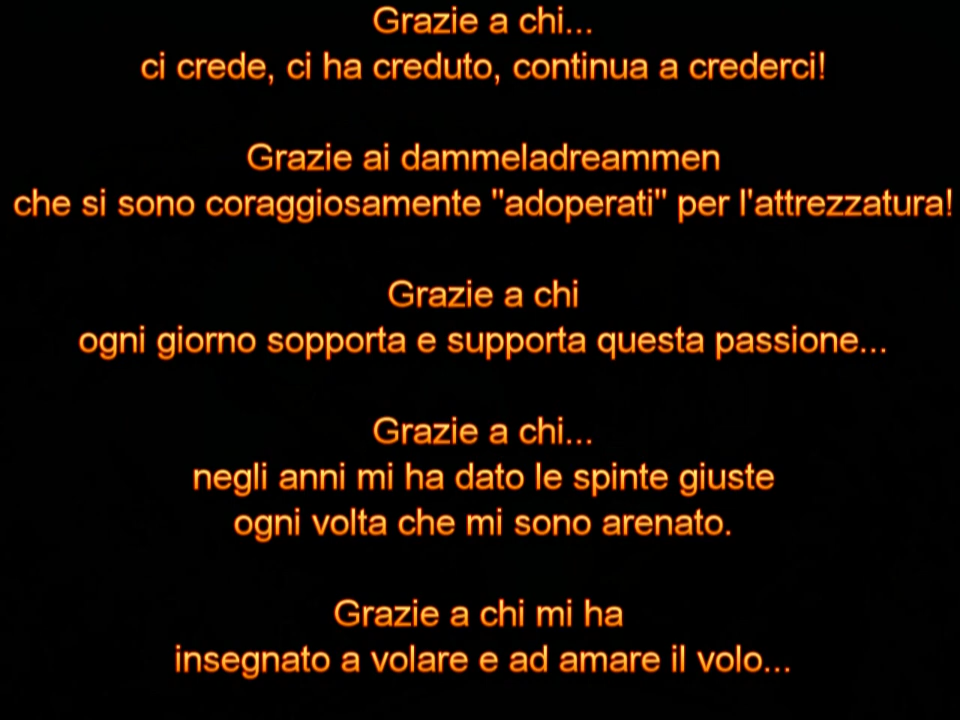 Grazie a chi...
ci crede, ci ha creduto, continua a crederci!
Grazie ai dammeladreammen
che si sono coraggiosamente "adoperati" per l'attrezzatura!
Grazie a chi
ogni giorno sopporta e supporta questa passione...
Grazie a chi...
negli anni mi ha dato le spinte giuste
ogni volta che mi sono arenato.
Grazie a chi mi ha
insegnato a volare e ad amare il volo...